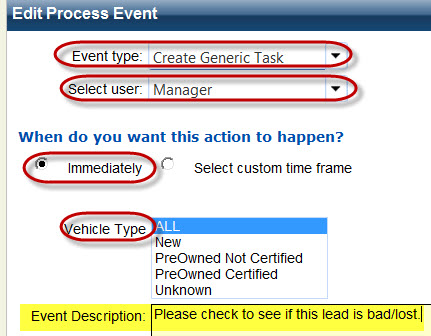 Edit Process Event
Event type: Create Generic Task
Select user: Manager
When do you want this action to happen?
Immediately Select custom time frame
Vehicle Type ALL
New
PreOwned Not Certified
PreOwned Certified
Unknown
Event Description: Please check to see if this lead is bad/lost.